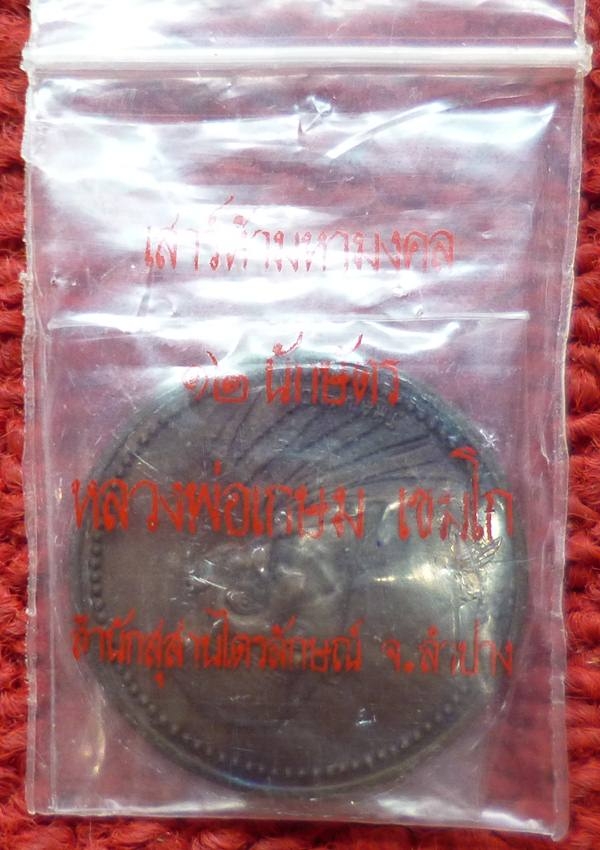 เสาร์ห้ามหามงคล
๑๒ นักษัตร
หลวงพ่อเกษม เขมโก
สำนักสุสานไตรลักษณ์ จ.ลำปาง